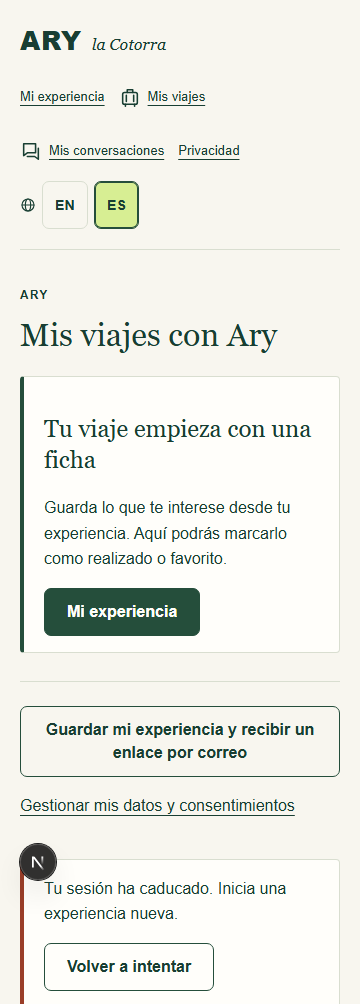 ARY la Cotorra
Mi experiencia Mis viajes
Mis conversaciones Privacidad
EN ES
ARY
Mis viajes con Ary
Tu viaje empieza con una
ficha
Guarda lo que te interese desde tu
experiencia. Aquí podrás marcarlo
como realizado o favorito.
Mi experiencia
Guardar mi experiencia y recibir un
enlace por correo
Gestionar mis datos y consentimientos
N
Tu sesión ha caducado. Inicia una
experiencia nueva.
Volver a intentar